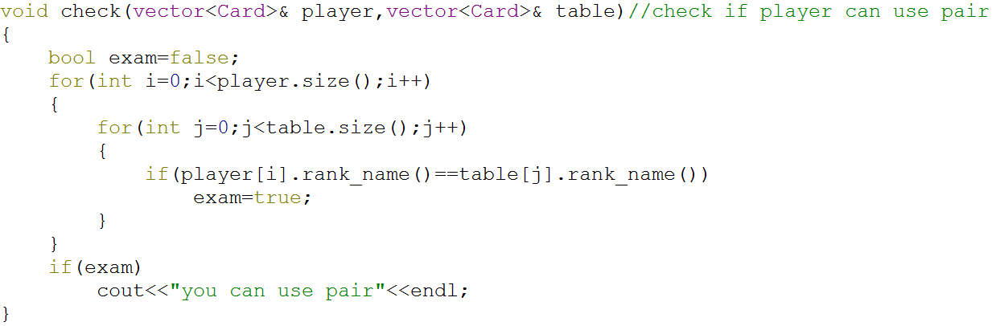 void check(vector<Card>& player,vector<Card>& table)//check if player can use pair
{
    bool exam=false;
    for(int i=0;i<player.size();i++)
    {
        for(int j=0;j<table.size();j++)
        {
            if(player[i].rank_name()==table[j].rank_name())
                exam=true;
        }
    }
    if(exam)
        cout<<"you can use pair"<<endl;
}